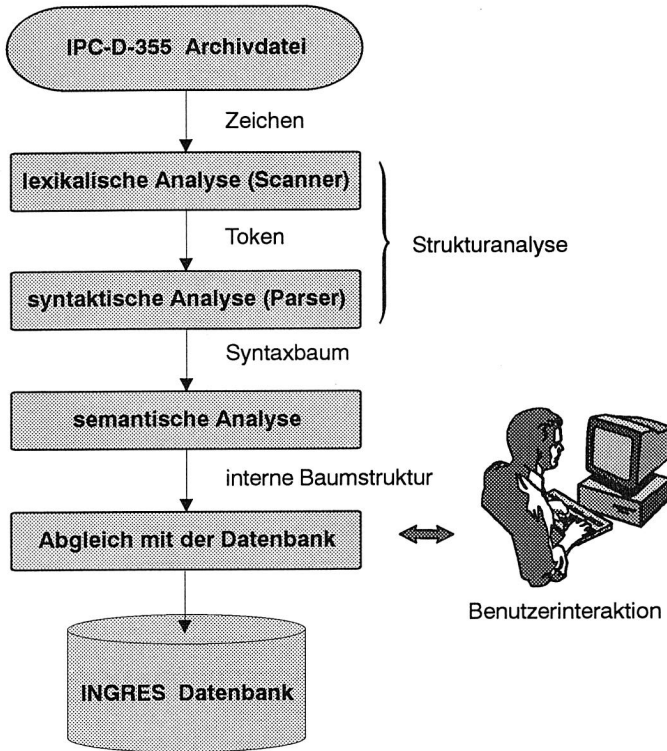 IPC-D-355 Archivdatei
Zeichen
lexikalische Analyse (Scanner)
Token
Strukturanalyse
syntaktische Analyse (Parser)
Syntaxbaum
semantische Analyse
interne Baumstruktur
Abgleich mit der Datenbank
Benutzerinteraktion
INGRES Datenbank